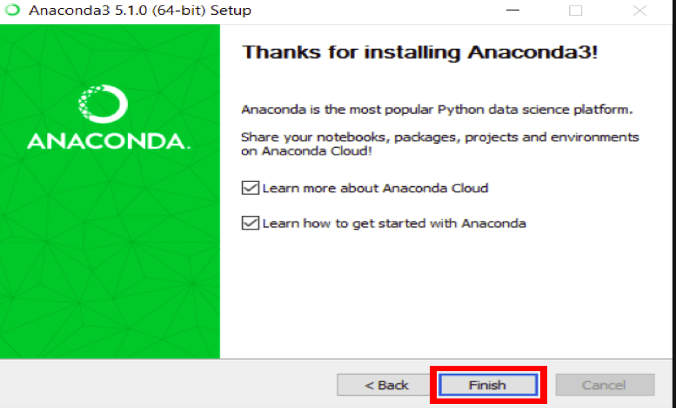 Anaconda3 5.1.0 (64-bit) Setup
Thanks for installing Anaconda3!
ANACONDA.
Anaconda is the most popular Python data science platform.
Share your notebooks, packages, projects and environments
on Anaconda Cloud!
Learn more about Anaconda Cloud
Learn how to get started with Anaconda
< Back
Finish
Cancel